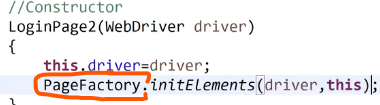 //Constructor
LoginPage2(WebDriver driver)
{
this.driver=driver;
PageFactory.initElements(driver,this);
}